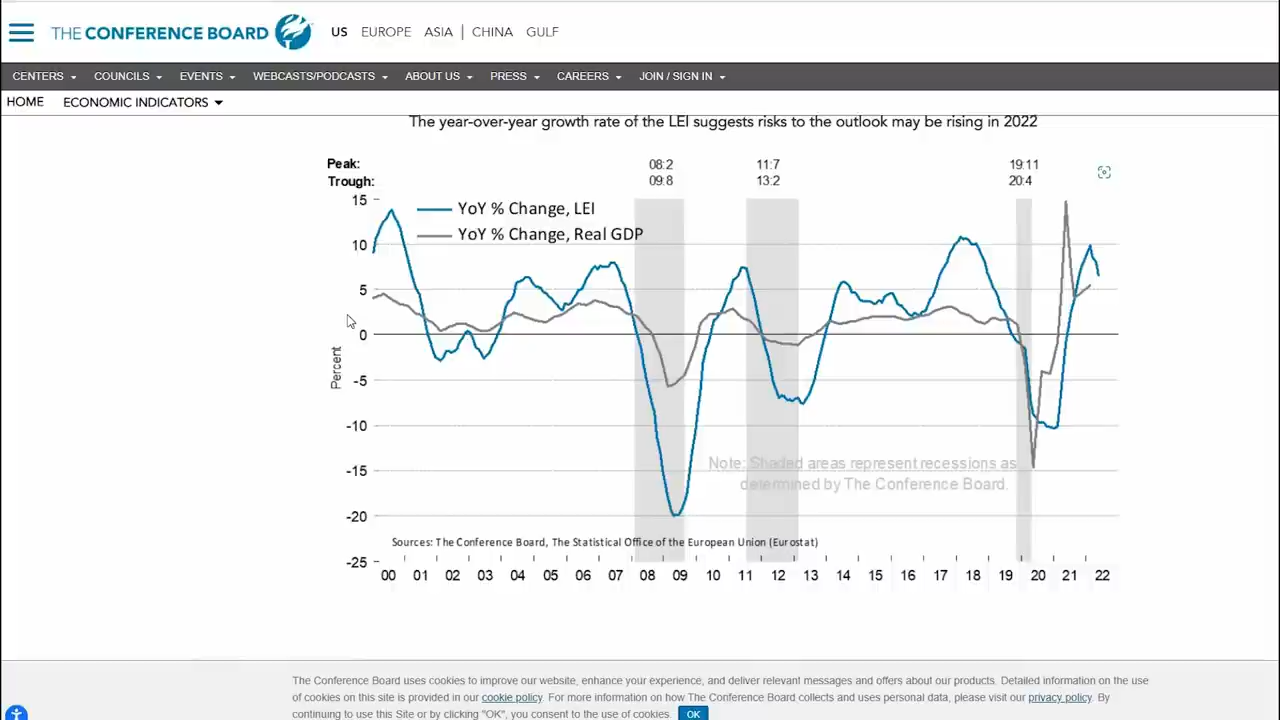 THE CONFERENCE BOARD US EUROPE ASIA | CHINA GULF
CENTERS COUNCILS EVENTS WEBCASTS/PODCASTS ABOUT US PRESS CAREERS JOIN / SIGN IN
HOME ECONOMIC INDICATORS
The year-over-year growth rate of the LEI suggests risks to the outlook may be rising in 2022
Peak: 08:2 11:7 19:11
Trough: 09:8 13:2 20:4
15
YoY % Change, LEI
YoY % Change, Real GDP
10
5
0
Percent
-5
-10
-15
-20
-25
Note: Shaded areas represent recessions as
determined by The Conference Board.
Sources: The Conference Board, The Statistical Office of the European Union (Eurostat)
00 01 02 03 04 05 06 07 08 09 10 11 12 13 14 15 16 17 18 19 20 21 22
The Conference Board uses cookies to improve our website, enhance your experience, and deliver relevant messages and offers about our products. Detailed information on the use
of cookies on this site is provided in our cookie policy. For more information on how The Conference Board collects and uses personal data, please visit our privacy policy. By
continuing to use this Site or by clicking "OK", you consent to the use of cookies. OK